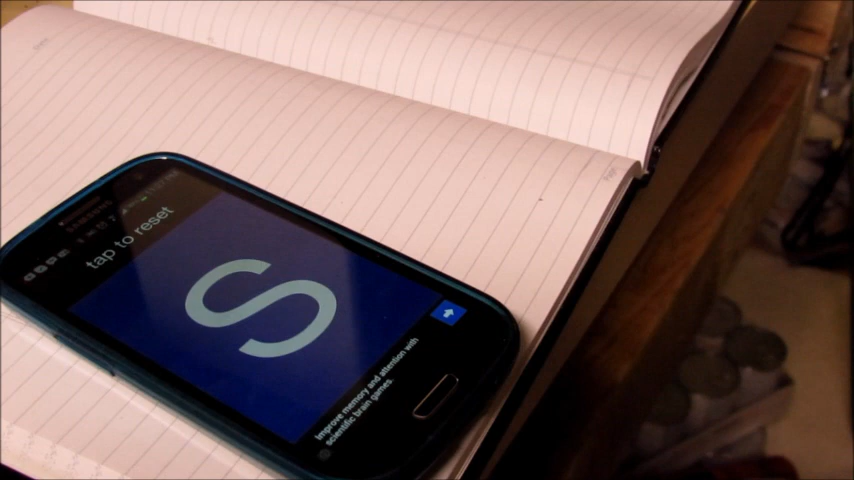 tap to reset
S
Improve memory and attention with
scientific brain games.